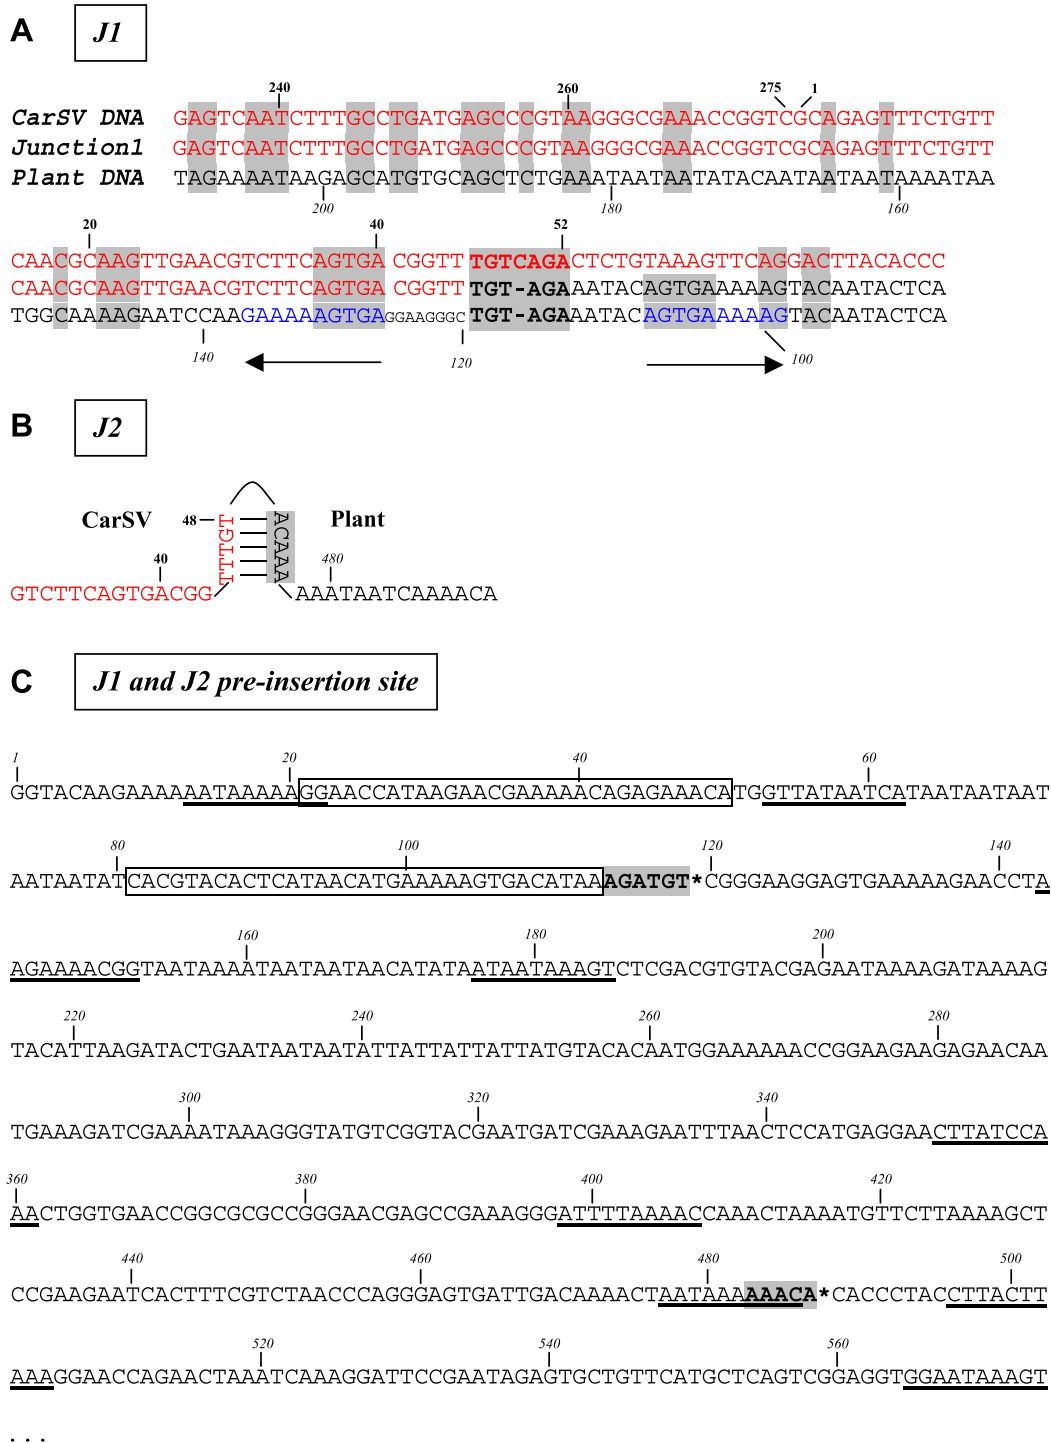 A J1
240 260 275 1
CarSV DNA GAGTCAATCTTTGCCTGATGAGCCCGTAAGGGCGAAACCGGTCGCAGAGTTTCTGTT
Junction1 GAGTCAATCTTTGCCTGATGAGCCCGTAAGGGCGAAACCGGTCGCAGAGTTTCTGTT
Plant DNA TAGAAAATAAGAGCATGTGCAGCTCTGAAATAATAATATACAATAATAATAAAATAA
200 180 160
20 40 52
CAACGCAAGTTGAACGTCTTCAGTGA CGGTT TGTCAGACTCTGTAAAGTTCAGGACTTACACCC
CAACGCAAGTTGAACGTCTTCAGTGA CGGTT TGT-AGAAATACAGTGAAAAAGTACAATACTCA
TGGCAAAAGAATCCAAGAAAAAGTGAGGAAGGGCTGT-AGAAATACAGTGAAAAAGTACAATACTCA
140 120 100
B J2
CarSV 48 TGTTT ACAAA Plant
40 480
GTCTTCAGTGACGG AAATAATCAAAACA
C J1 and J2 pre-insertion site
1 20 40 60
GGTACAAGAAAAAATAAAAAGGAACCATAAGAACGAAAAACAGAGAAACATGGTTATAATCATAATAATAAT
80 100 120 140
AATAATATCACGTACACTCATAACATGAAAAAGTGACATAAAGATGT*CGGGAAGGAGTGAAAAAGAACCTA
160 180 200
AGAAAACGGTAATAAAATAATAATAACATATAATAATAAAGTCTCGACGTGTACGAGAATAAAAGATAAAAG
220 240 260 280
TACATTAAGATACTGAATAATAATATTATTATTATTATGTACACAATGGAAAAAACCGGAAGAAGAGAACAA
300 320 340
TGAAAGATCGAAAATAAAGGGTATGTCGGTACGAATGATCGAAAGAATTTAACTCCATGAGGAACTTATCCA
360 380 400 420
AACTGGTGAACCGGCGCGCCGGGAACGAGCCGAAAGGGATTTTAAAACCAAACTAAAATGTTCTTAAAAGCT
440 460 480 500
CCGAAGAATCACTTTCGTCTAACCCAGGGAGTGATTGACAAAACTAATAAAAAACA*CACCCTACCTTACTT
520 540 560
AAAGGAACCAGAACTAAATCAAAGGATTCCGAATAGAGTGCTGTTCATGCTCAGTCGGAGGTGGAATAAAGT
. . .